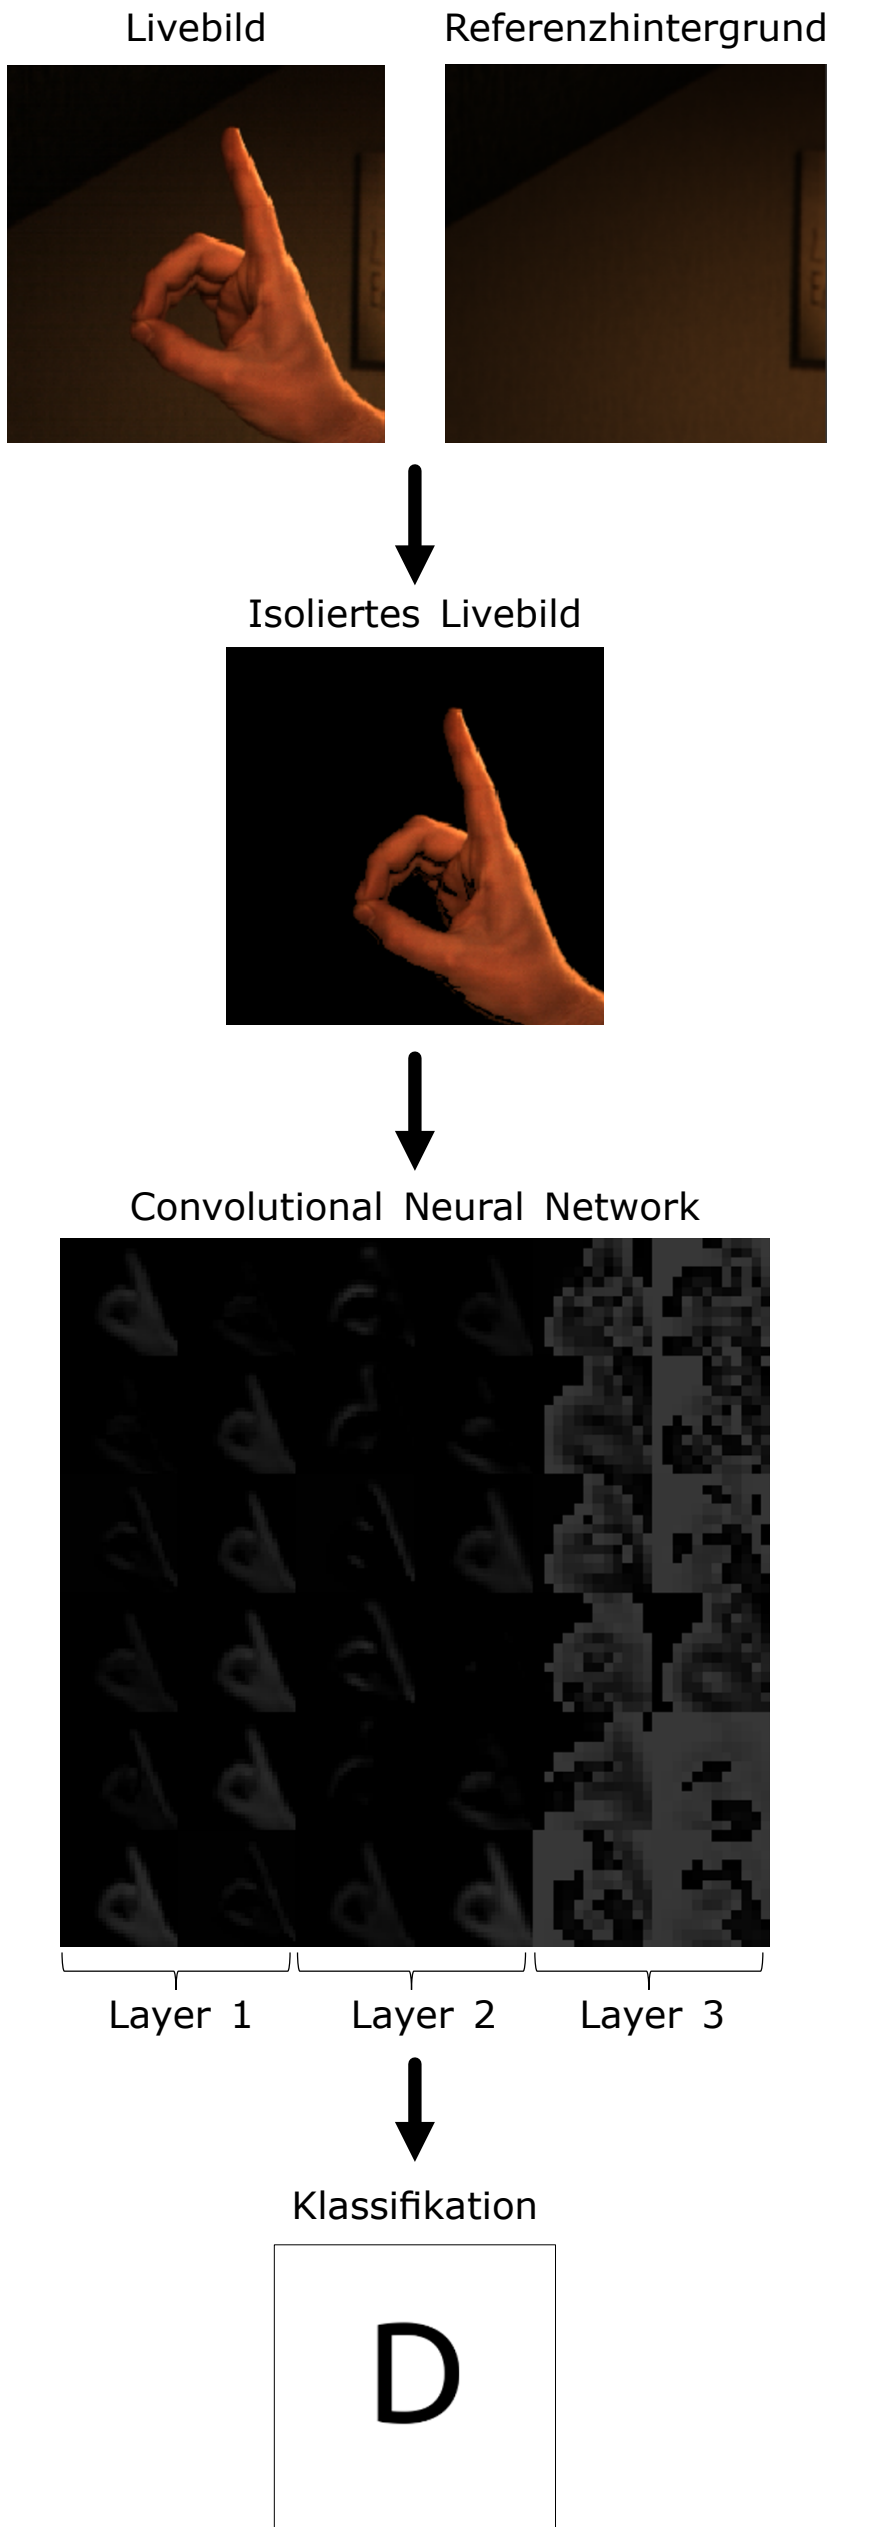 Livebild
Referenzhintergrund
Isoliertes Livebild
Convolutional Neural Network
Layer 1
Layer 2
Layer 3
Klassifikation
D